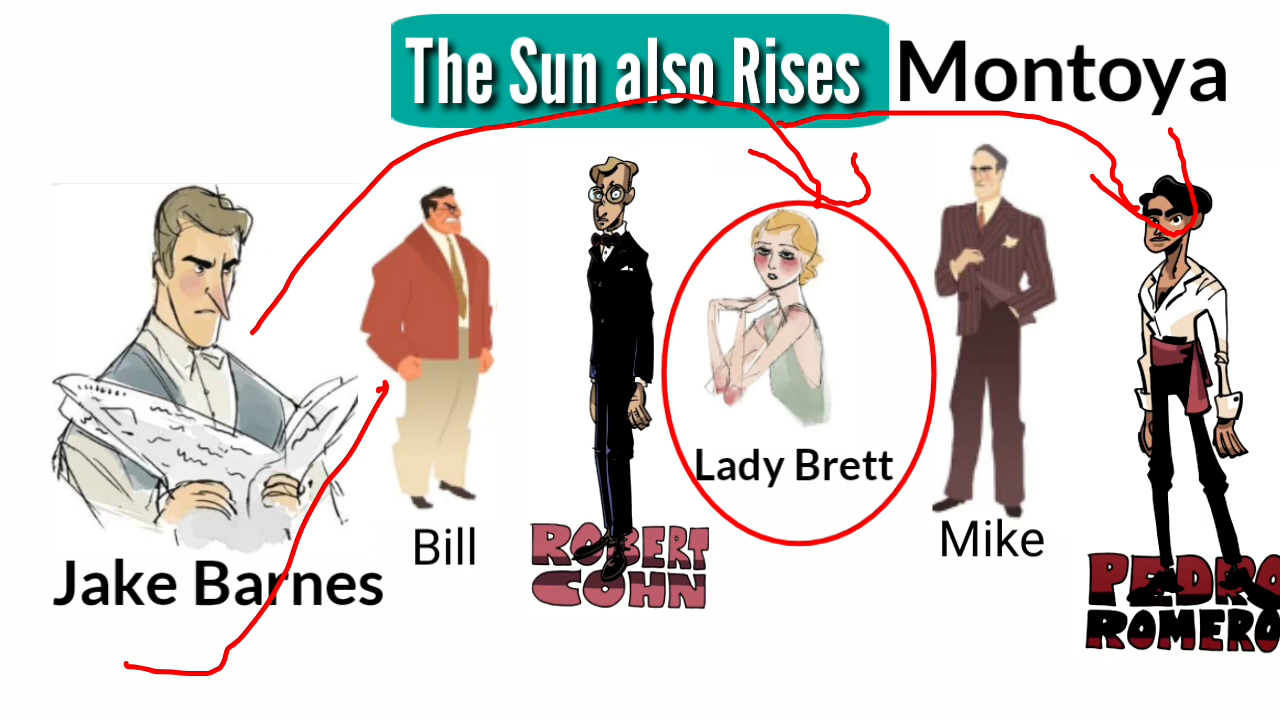 The Sun also Rises
Montoya
Lady Brett
Bill
Mike
Jake Barnes
ROBERT
COHN
PEDRO
ROMERO